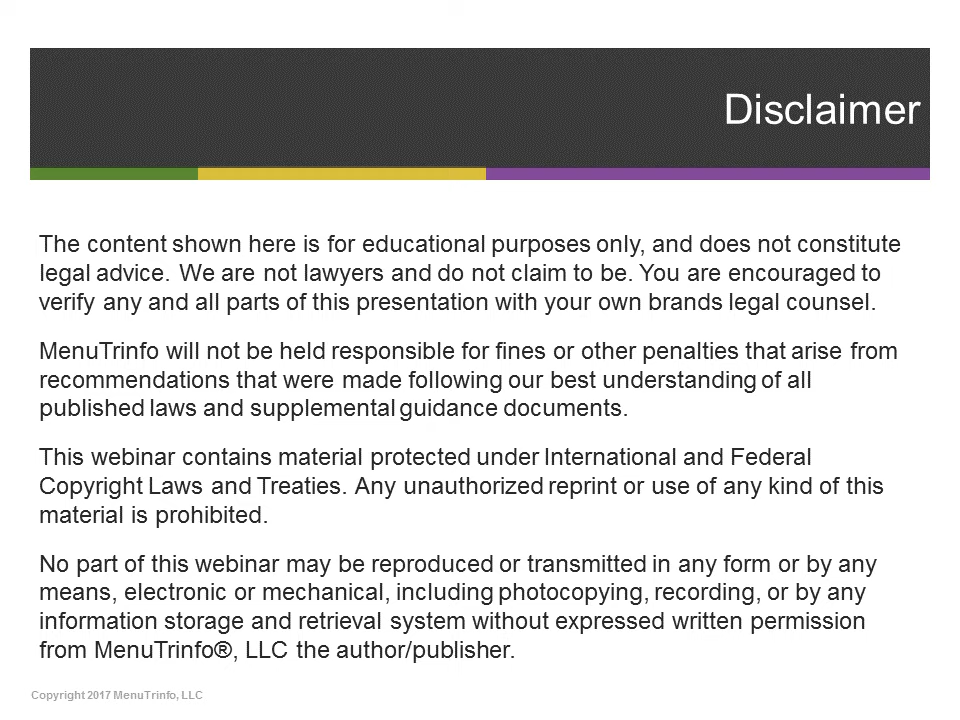 Disclaimer
The content shown here is for educational purposes only, and does not constitute
legal advice. We are not lawyers and do not claim to be. You are encouraged to
verify any and all parts of this presentation with your own brands legal counsel.
MenuTrinfo will not be held responsible for fines or other penalties that arise from
recommendations that were made following our best understanding of all
published laws and supplemental guidance documents.
This webinar contains material protected under International and Federal
Copyright Laws and Treaties. Any unauthorized reprint or use of any kind of this
material is prohibited.
No part of this webinar may be reproduced or transmitted in any form or by any
means, electronic or mechanical, including photocopying, recording, or by any
information storage and retrieval system without expressed written permission
from MenuTrinfo®, LLC the author/publisher.
Copyright 2017 MenuTrinfo, LLC